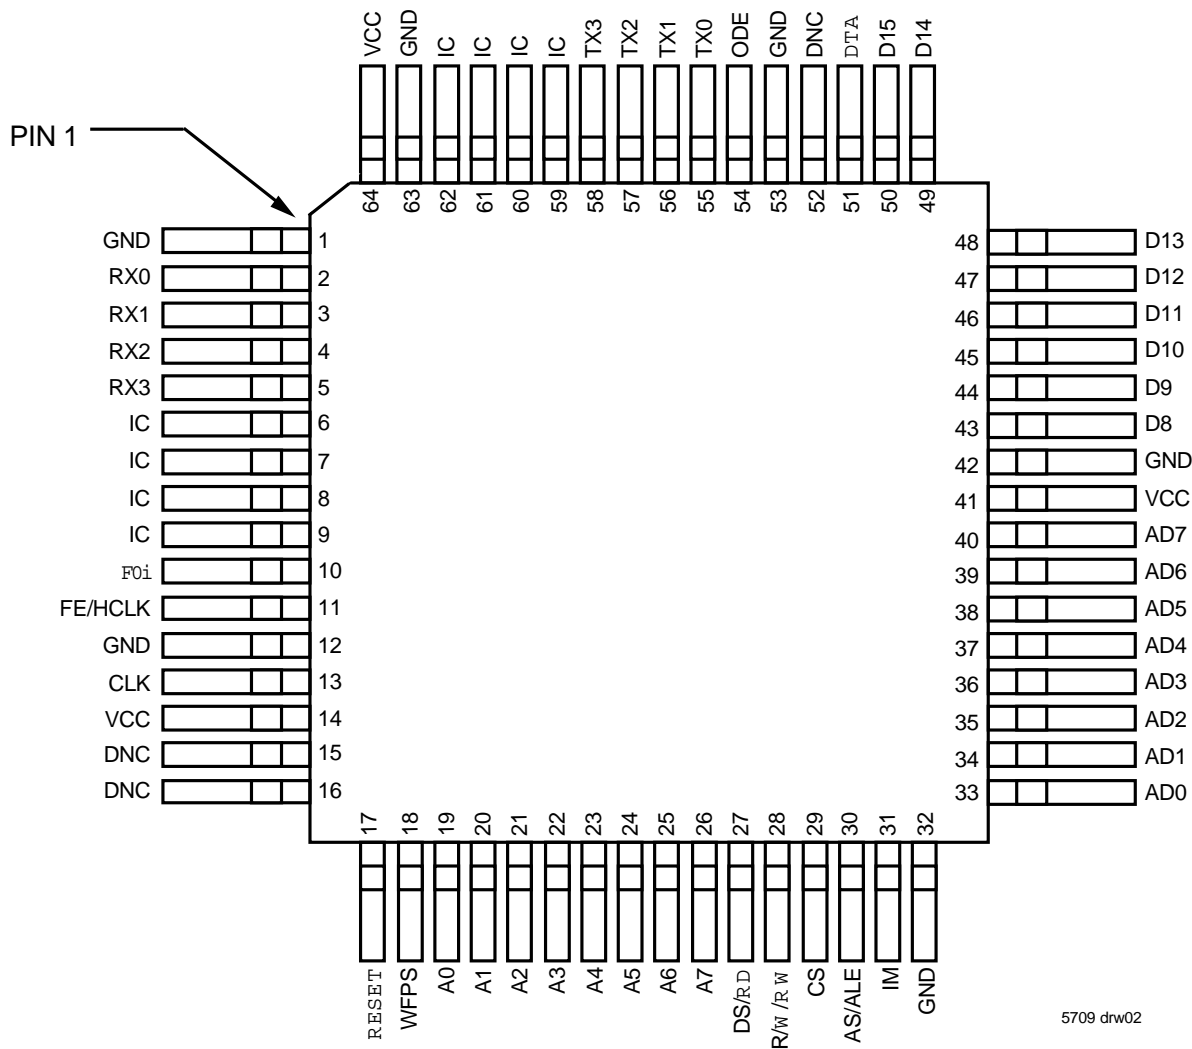 VCC
GND
IC
IC
IC
IC
TX3
TX2
TX1
TX0
ODE
GND
DNC
DTA
D15
D14
PIN 1
64
63
62
61
60
59
58
57
56
55
54
53
52
51
50
49
GND 1
RX0 2
RX1 3
RX2 4
RX3 5
IC 6
IC 7
IC 8
IC 9
F0i 10
FE/HCLK 11
GND 12
CLK 13
VCC 14
DNC 15
DNC 16
48 D13
47 D12
46 D11
45 D10
44 D9
43 D8
42 GND
41 VCC
40 AD7
39 AD6
38 AD5
37 AD4
36 AD3
35 AD2
34 AD1
33 AD0
17
18
19
20
21
22
23
24
25
26
27
28
29
30
31
32
RESET
WFPS
A0
A1
A2
A3
A4
A5
A6
A7
DS/RD
R/W/RW
CS
AS/ALE
IM
GND
5709 drw02